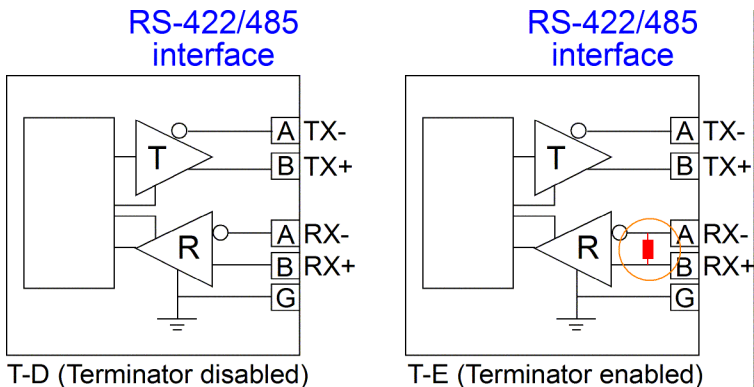 RS-422/485
interface
T
A TX-
B TX+
R
A RX-
B RX+
G
T-D (Terminator disabled)
RS-422/485
interface
T
A TX-
B TX+
R
A RX-
B RX+
G
T-E (Terminator enabled)